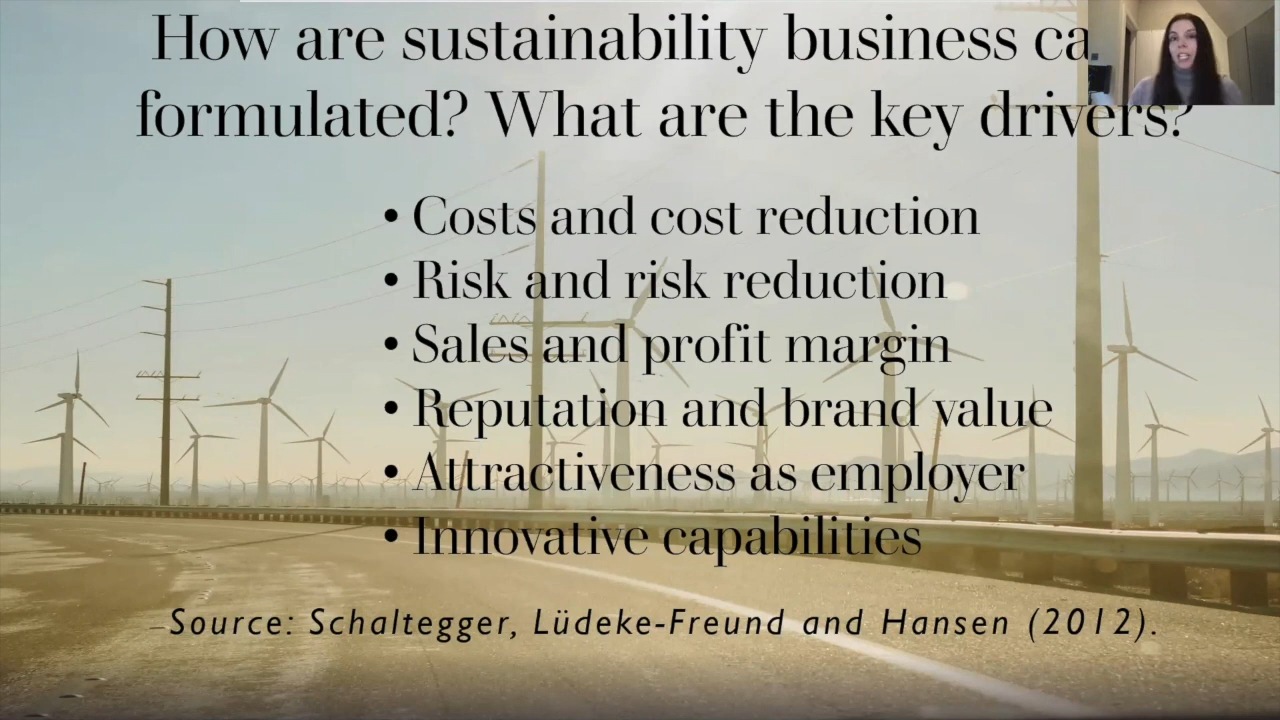 How are sustainability business ca
formulated? What are the key drivers?
• Costs and cost reduction
• Risk and risk reduction
• Sales and profit margin
• Reputation and brand value
• Attractiveness as employer
• Innovative capabilities
–Source: Schaltegger, Lüdeke-Freund and Hansen (2012).